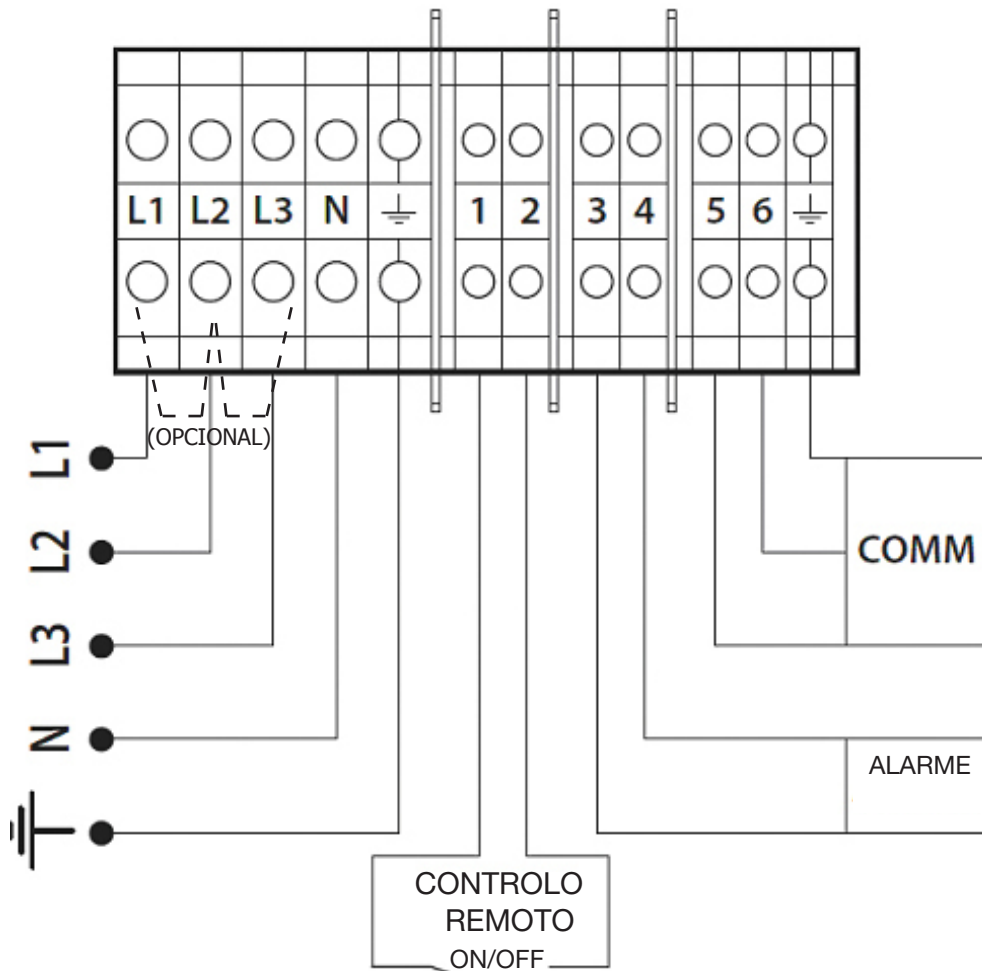 L1 L2 L3 N 1 2 3 4 5 6
(OPCIONAL)
L1
L2
L3
N
COMM
ALARME
CONTROLO
REMOTO
ON/OFF